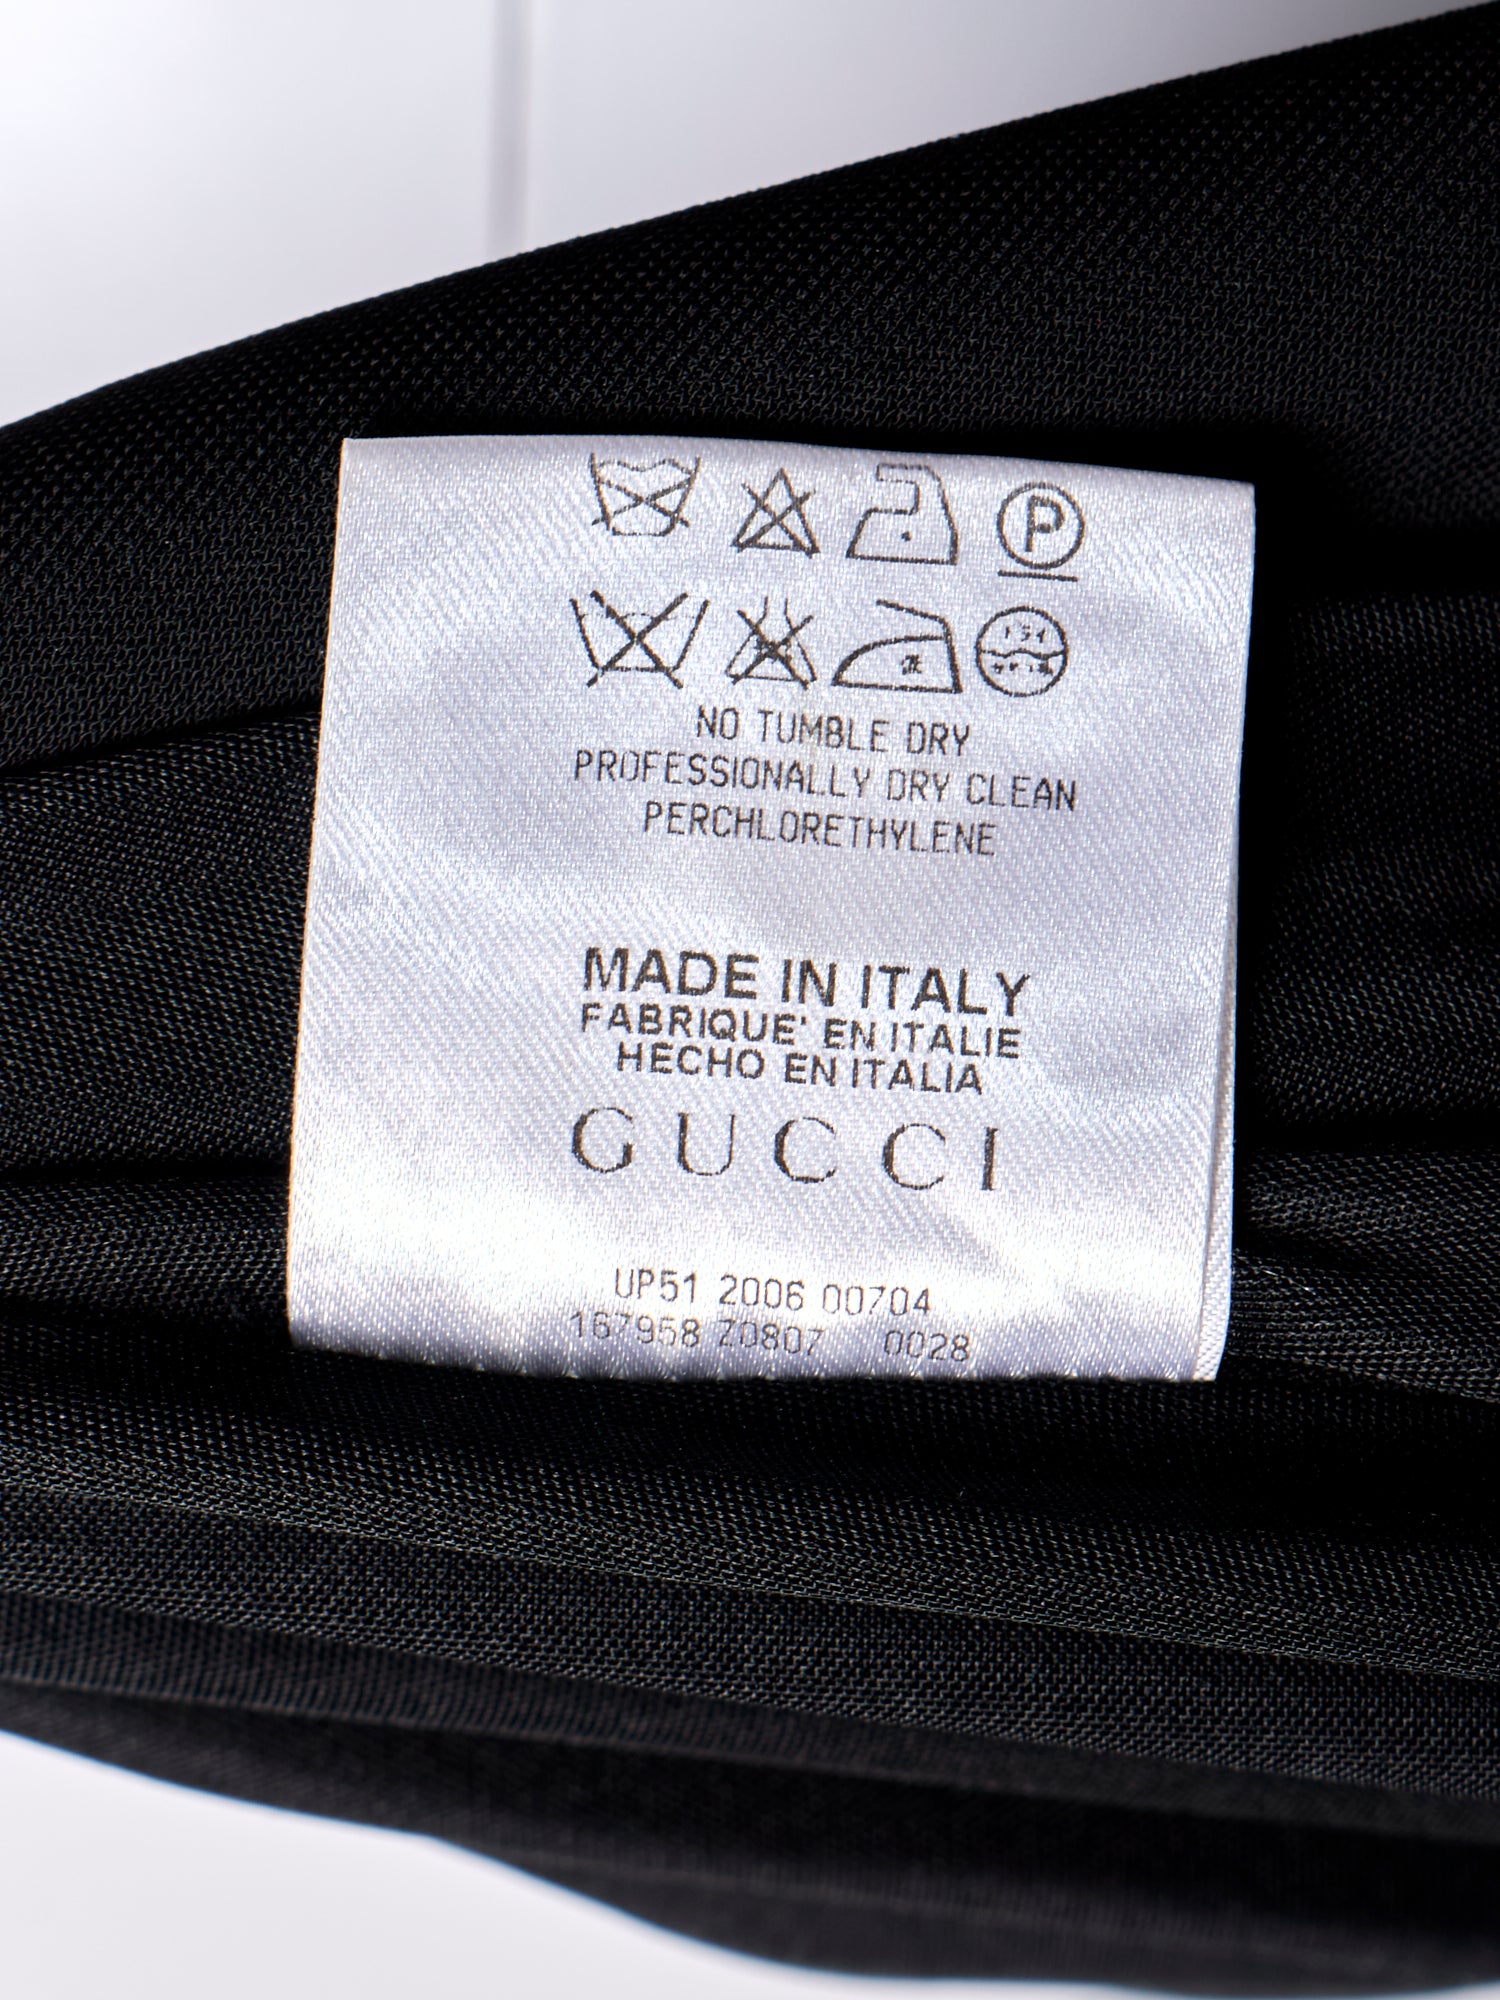 P
NO TUMBLE DRY
PROFESSIONALLY DRY CLEAN
PERCHLORETHYLENE
MADE IN ITALY
FABRIQUE' EN ITALIE
HECHO EN ITALIA
GUCCI
UP51 2006 00704
167958 Z0807 0028